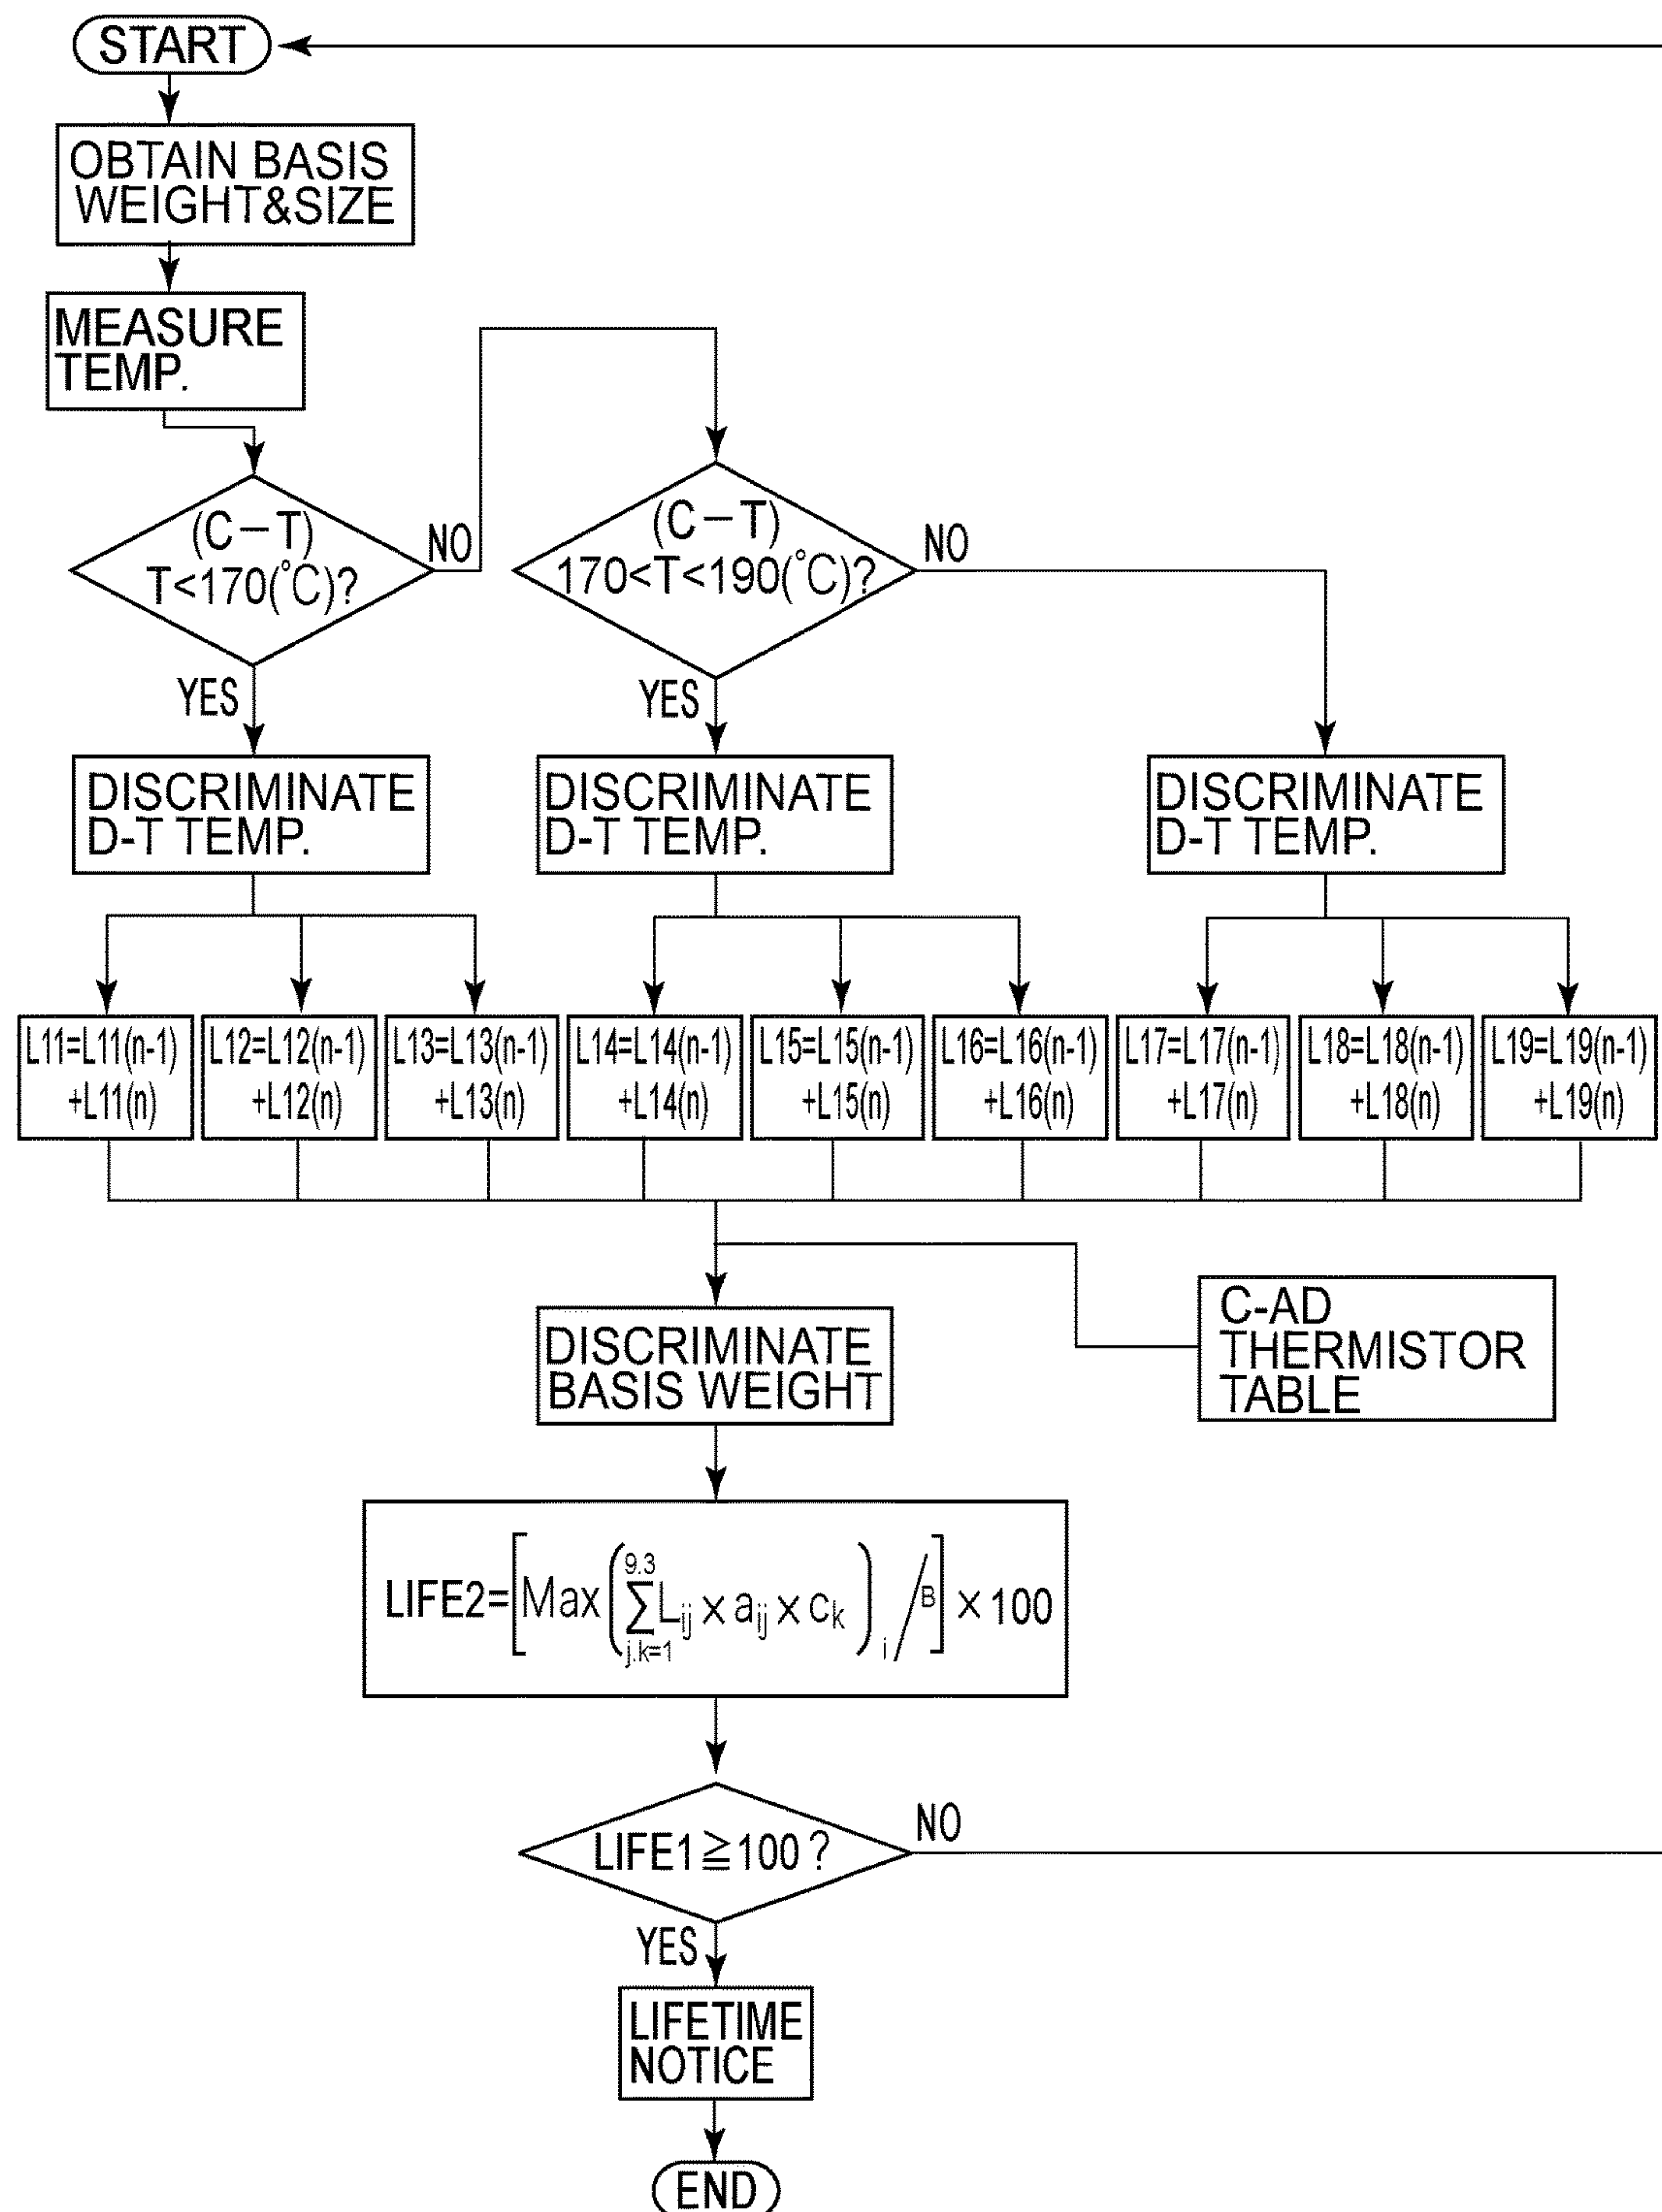 START
OBTAIN BASIS
WEIGHT&SIZE
MEASURE
TEMP.
(C-T)
T<170(°C)?
NO
YES
(C-T)
170<T<190(°C)?
NO
YES
DISCRIMINATE
D-T TEMP.
DISCRIMINATE
D-T TEMP.
DISCRIMINATE
D-T TEMP.
L11=L11(n-1)
+L11(n)
L12=L12(n-1)
+L12(n)
L13=L13(n-1)
+L13(n)
L14=L14(n-1)
+L14(n)
L15=L15(n-1)
+L15(n)
L16=L16(n-1)
+L16(n)
L17=L17(n-1)
+L17(n)
L18=L18(n-1)
+L18(n)
L19=L19(n-1)
+L19(n)
C-AD
THERMISTOR
TABLE
DISCRIMINATE
BASIS WEIGHT
LIFE2=[Max(9.3 Σ j.k=1 Lij × aij × ck) i / B] × 100
LIFE1≧100?
NO
YES
LIFETIME
NOTICE
END